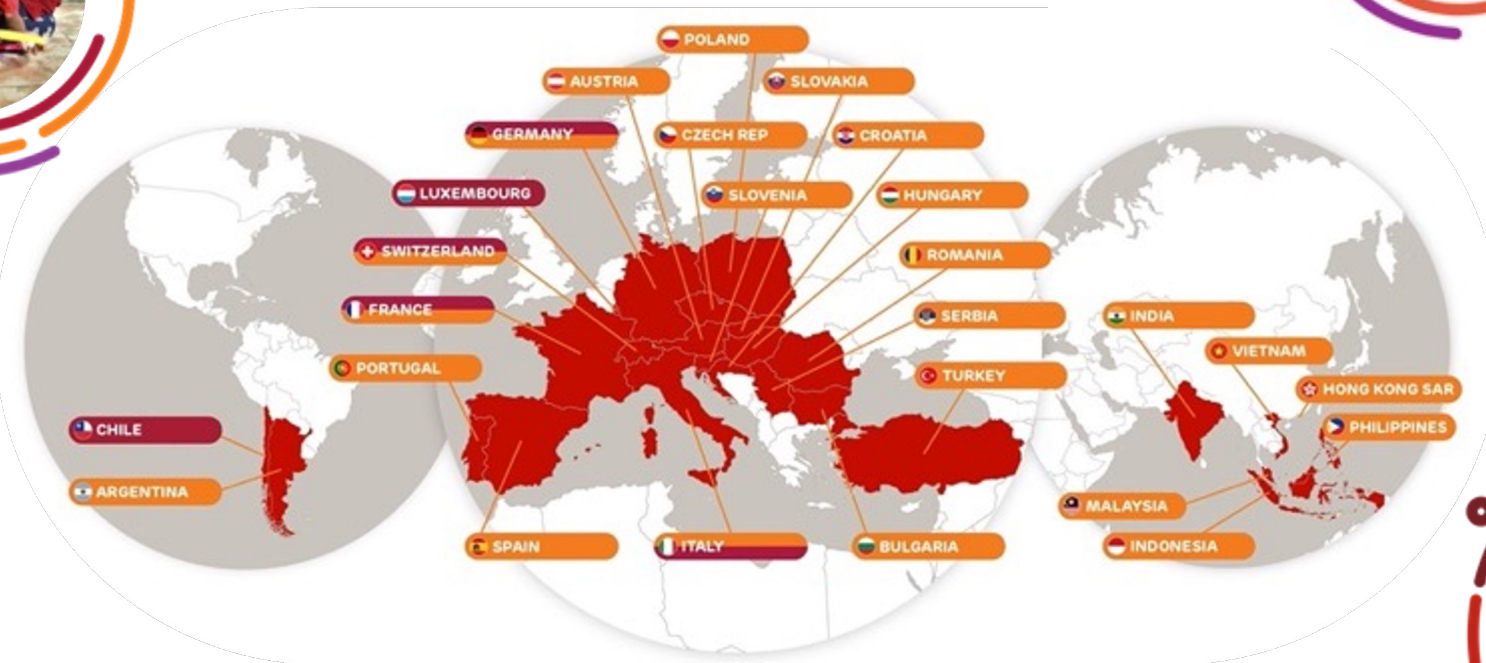 POLAND
AUSTRIA
SLOVAKIA
GERMANY
CZECH REP
CROATIA
LUXEMBOURG
SLOVENIA
HUNGARY
SWITZERLAND
ROMANIA
FRANCE
SERBIA
INDIA
VIETNAM
PORTUGAL
TURKEY
HONG KONG SAR
CHILE
PHILIPPINES
ARGENTINA
MALAYSIA
SPAIN
ITALY
BULGARIA
INDONESIA